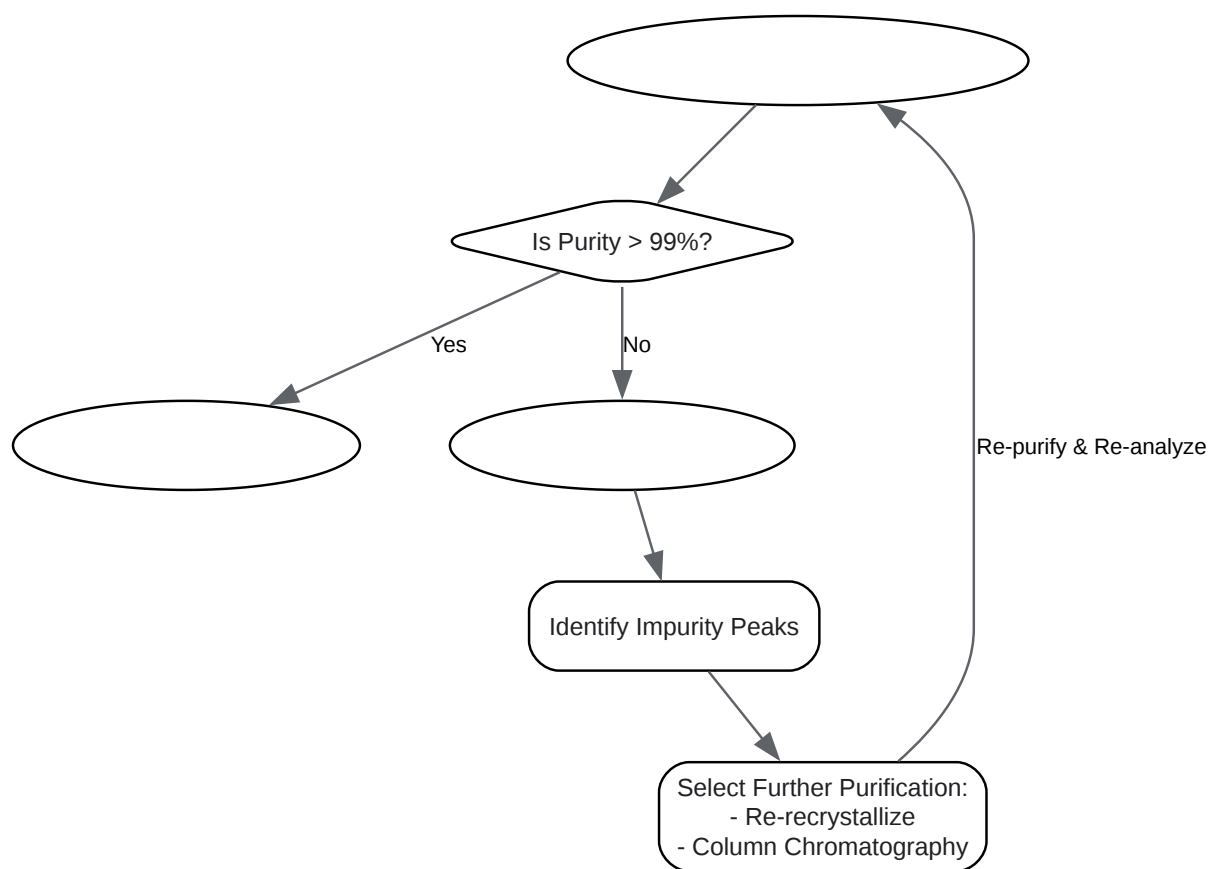 Is Purity > 99%?
Yes
No
Re-purify & Re-analyze
Identify Impurity Peaks
Select Further Purification:
- Re-recrystallize
- Column Chromatography